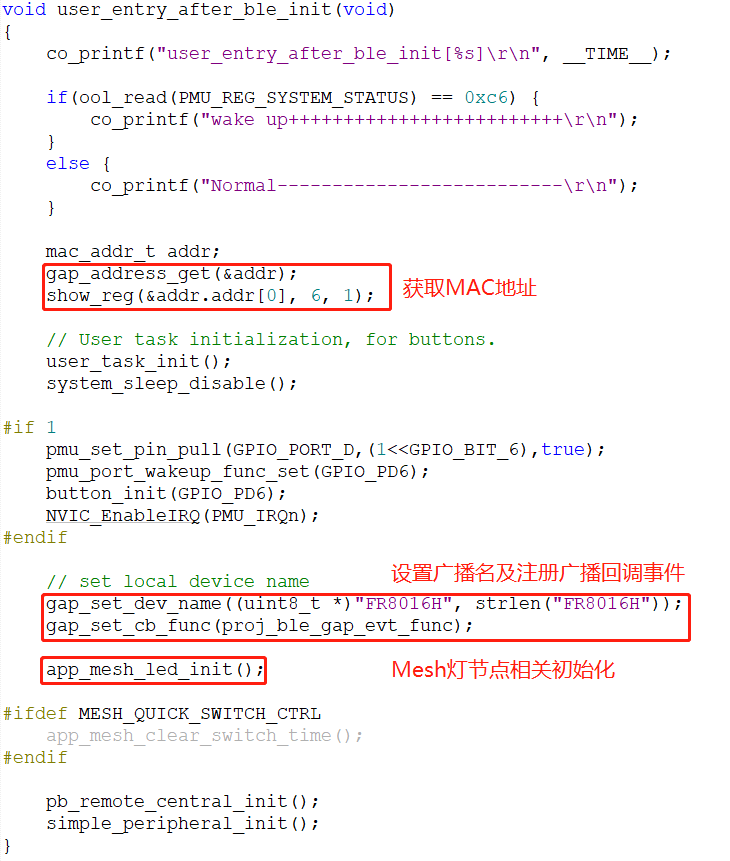 void user_entry_after_ble_init(void)
{
    co_printf("user_entry_after_ble_init[%s]\r\n", __TIME__);

    if(ool_read(PMU_REG_SYSTEM_STATUS) == 0xc6) {
        co_printf("wake up+++++++++++++++++++++++++\r\n");
    }
    else {
        co_printf("Normal--------------------------\r\n");
    }

    mac_addr_t addr;
    gap_address_get(&addr);
    show_reg(&addr.addr[0], 6, 1); 获取MAC地址

    // User task initialization, for buttons.
    user_task_init();
    system_sleep_disable();

#if 1
    pmu_set_pin_pull(GPIO_PORT_D,(1<<GPIO_BIT_6),true);
    pmu_port_wakeup_func_set(GPIO_PD6);
    button_init(GPIO_PD6);
    NVIC_EnableIRQ(PMU_IRQn);
#endif

    // set local device name 设置广播名及注册广播回调事件
    gap_set_dev_name((uint8_t *)"FR8016H", strlen("FR8016H"));
    gap_set_cb_func(proj_ble_gap_evt_func);

    app_mesh_led_init(); Mesh灯节点相关初始化

#ifdef MESH_QUICK_SWITCH_CTRL
    app_mesh_clear_switch_time();
#endif

    pb_remote_central_init();
    simple_peripheral_init();
}